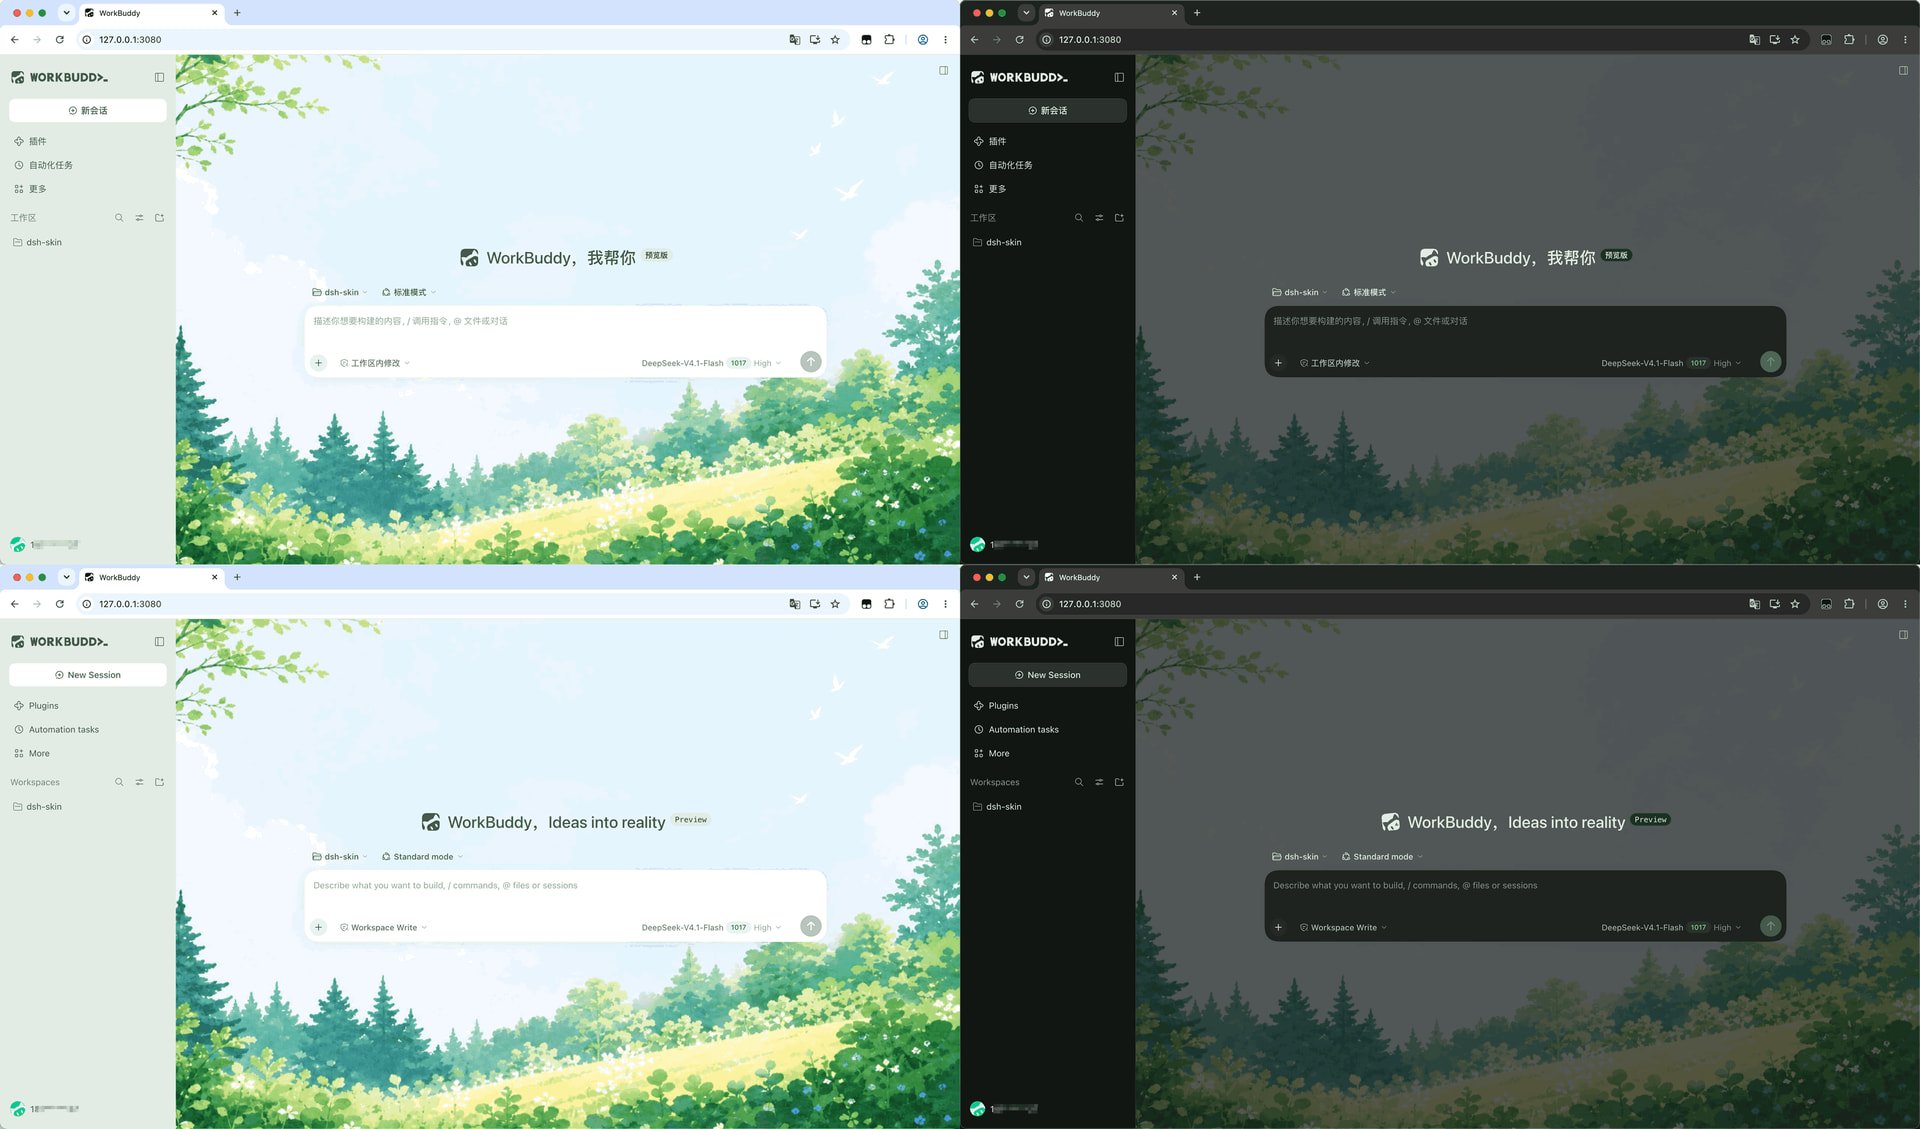 WorkBuddy
127.0.0.1:3080
WORKBUDD>_
新会话
插件
自动化任务
更多
工作区
dsh-skin
WorkBuddy，我帮你 预览版
dsh-skin 标准模式
描述你想要构建的内容, / 调用指令, @ 文件或对话
工作区内修改 DeepSeek-V4.1-Flash 1017 High
WorkBuddy
127.0.0.1:3080
WORKBUDD>_
新会话
插件
自动化任务
更多
工作区
dsh-skin
WorkBuddy，我帮你 预览版
dsh-skin 标准模式
描述你想要构建的内容, / 调用指令, @ 文件或对话
工作区内修改 DeepSeek-V4.1-Flash 1017 High
WorkBuddy
127.0.0.1:3080
WORKBUDD>_
New Session
Plugins
Automation tasks
More
Workspaces
dsh-skin
WorkBuddy，Ideas into reality Preview
dsh-skin Standard mode
Describe what you want to build, / commands, @ files or sessions
Workspace Write DeepSeek-V4.1-Flash 1017 High
WorkBuddy
127.0.0.1:3080
WORKBUDD>_
New Session
Plugins
Automation tasks
More
Workspaces
dsh-skin
WorkBuddy，Ideas into reality Preview
dsh-skin Standard mode
Describe what you want to build, / commands, @ files or sessions
Workspace Write DeepSeek-V4.1-Flash 1017 High